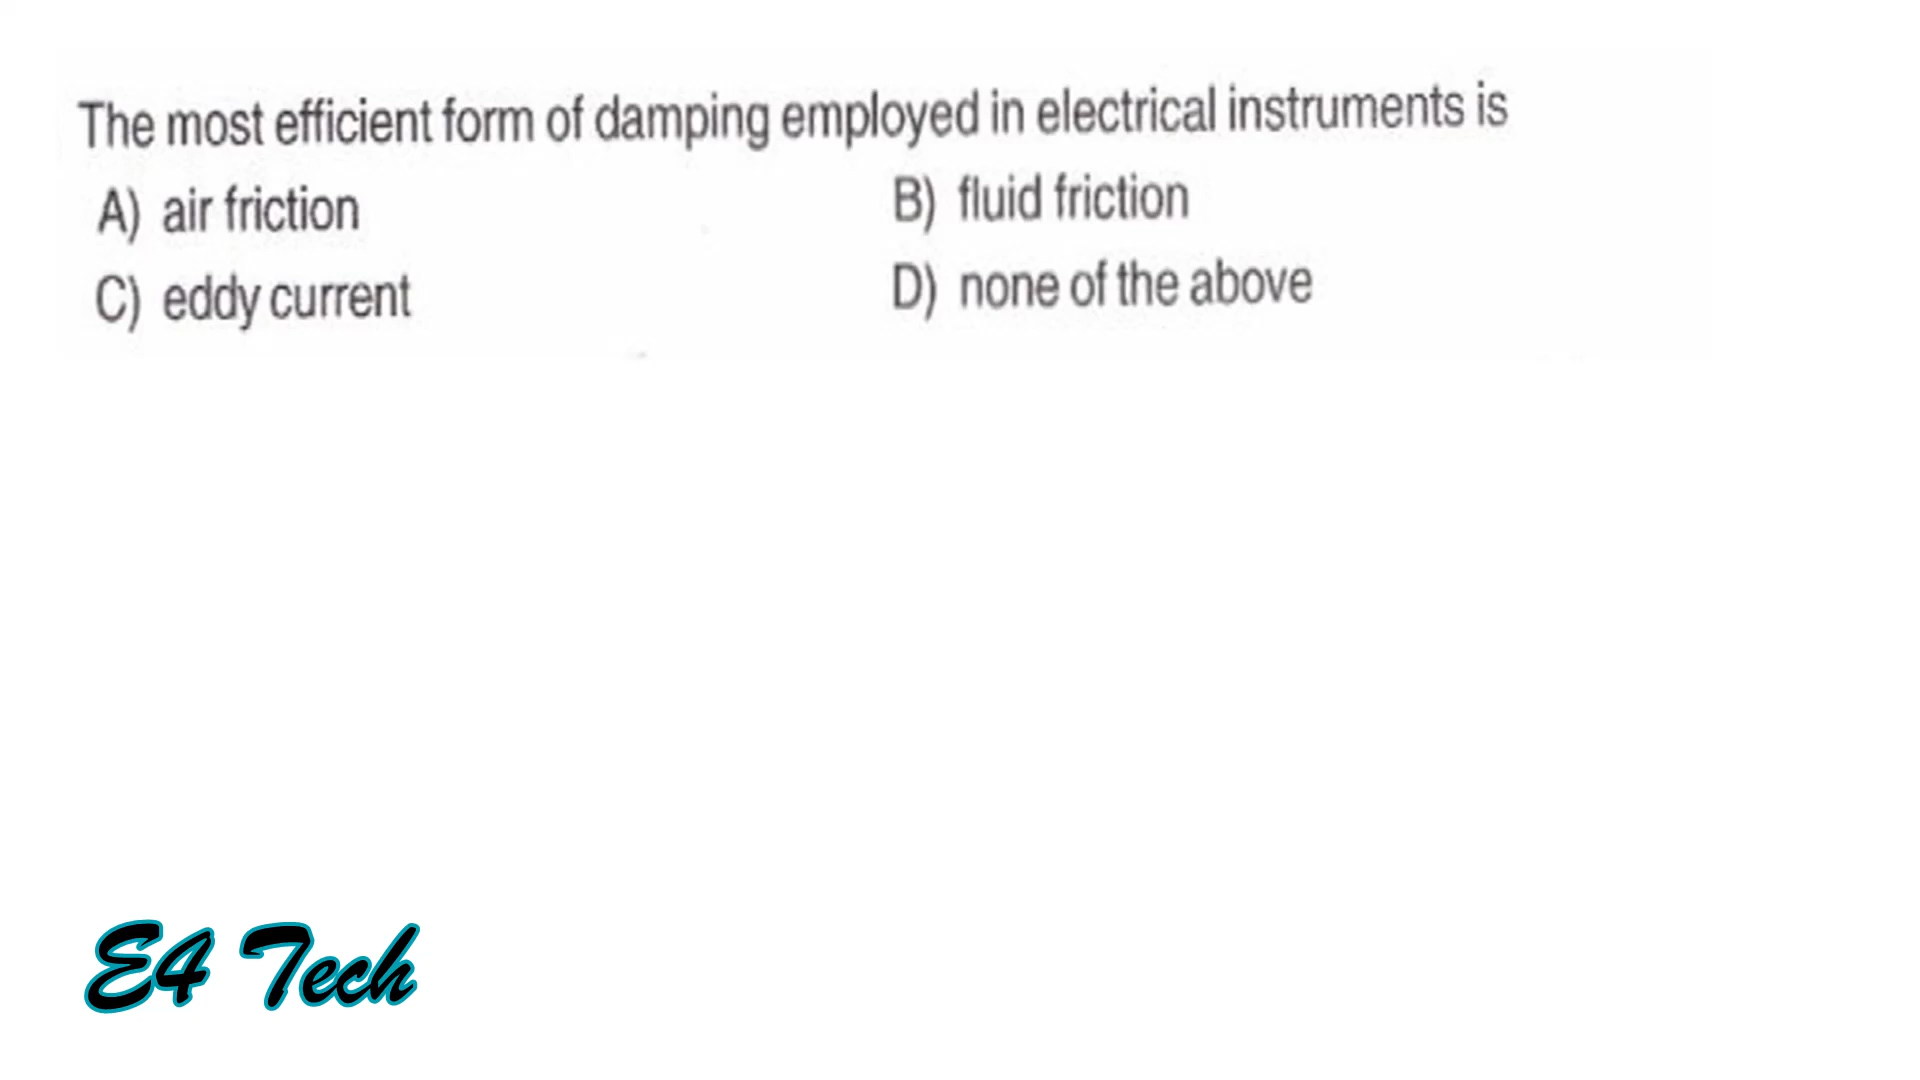 The most efficient form of damping employed in electrical instruments is
A) air friction
B) fluid friction
C) eddy current
D) none of the above
E4 Tech